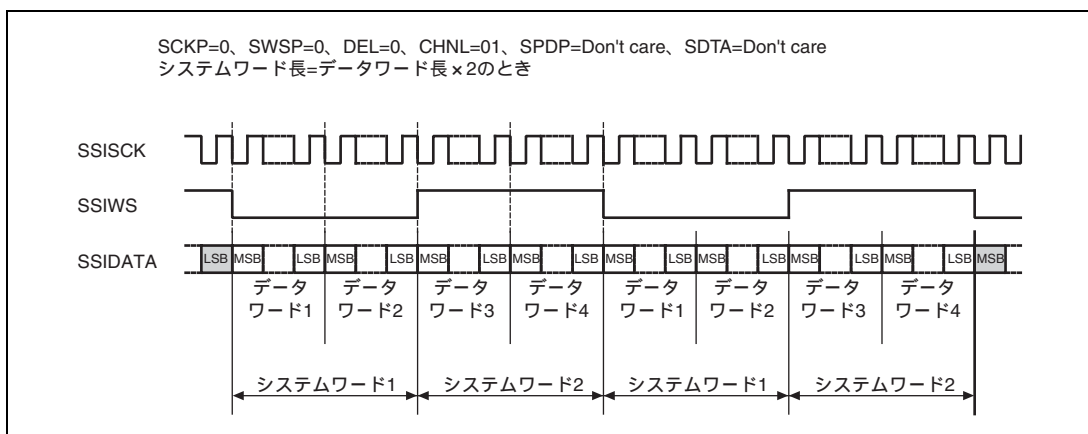 SCKP=0、SWSP=0、DEL=0、CHNL=01、SPDP=Don't care、SDTA=Don't care
システムワード長=データワード長×2のとき
SSISCK
SSIWS
SSIDATA
LSB MSB LSB MSB LSB MSB LSB MSB LSB MSB LSB MSB LSB MSB LSB MSB LSB MSB
データ データ データ データ データ データ データ データ
ワード1 ワード2 ワード3 ワード4 ワード1 ワード2 ワード3 ワード4
システムワード1 システムワード2 システムワード1 システムワード2